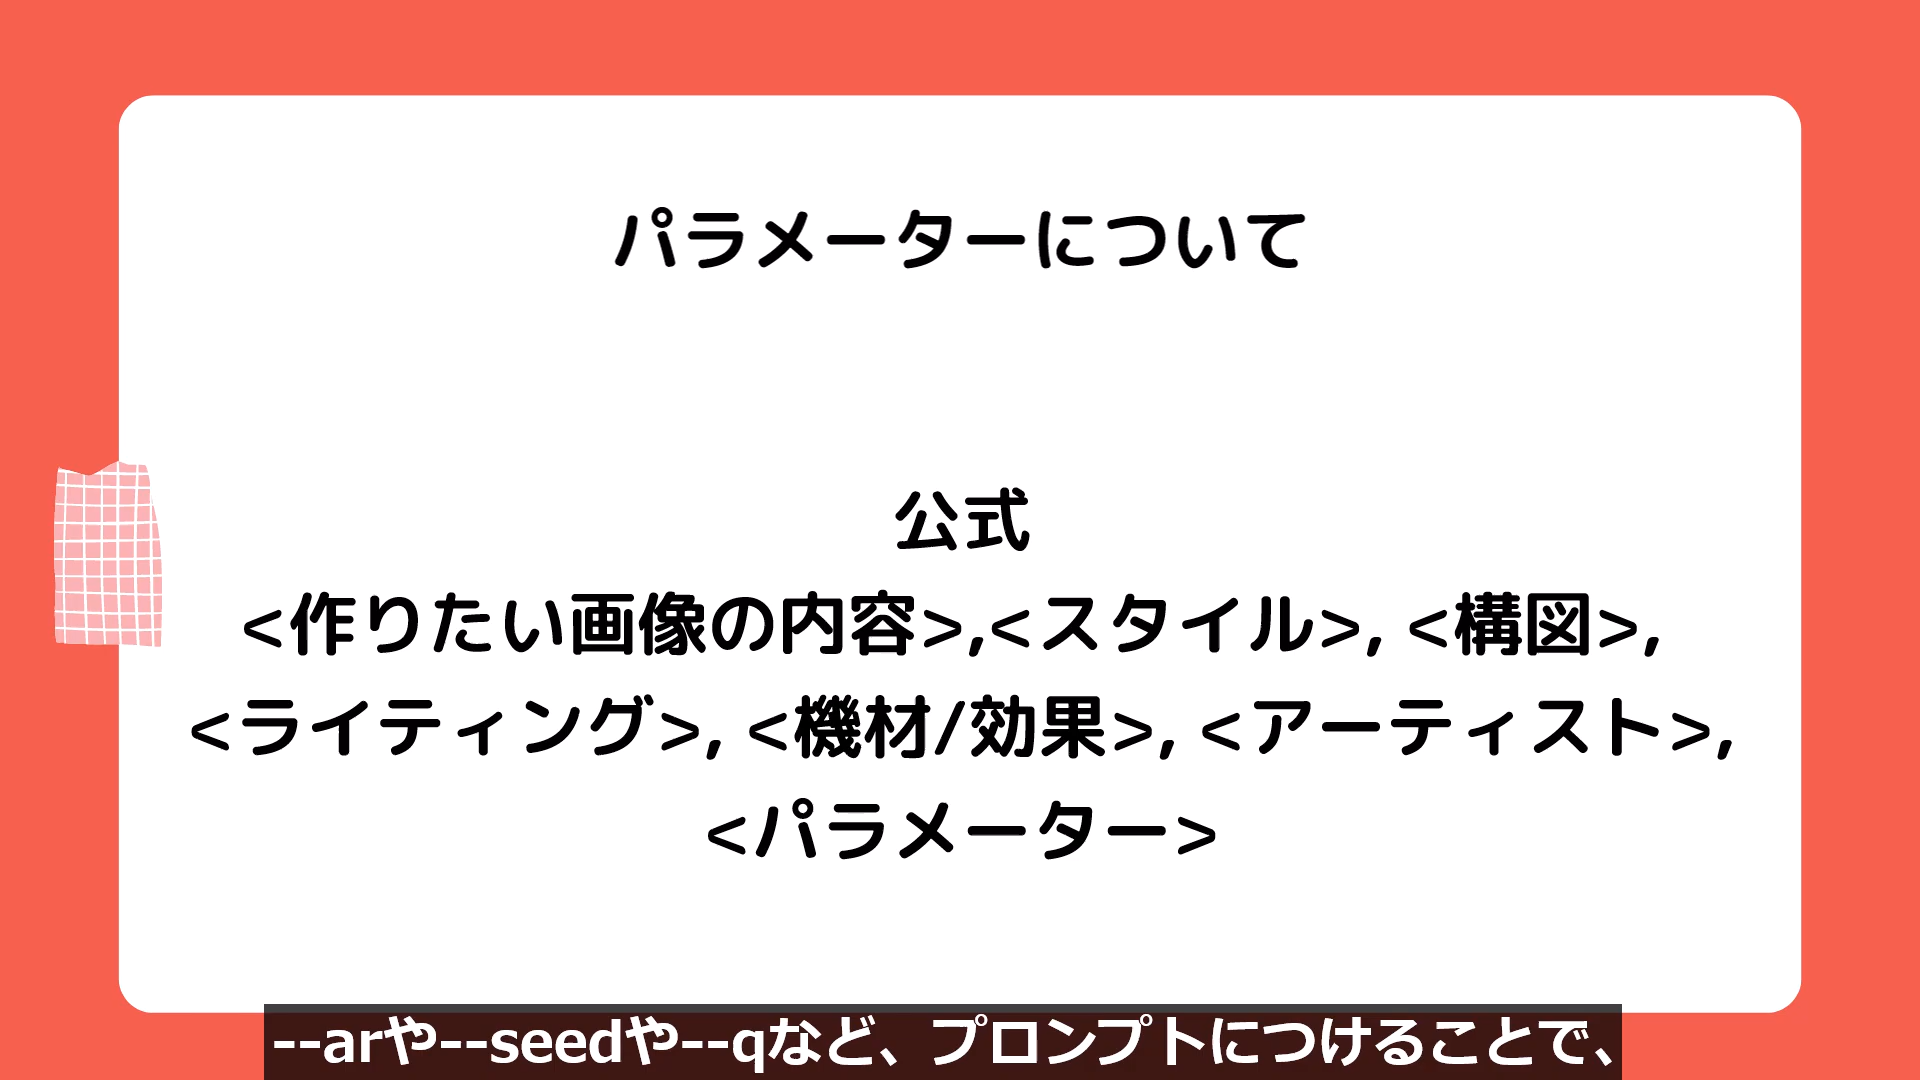 パラメーターについて
公式
<作りたい画像の内容>,<スタイル>, <構図>,
<ライティング>, <機材/効果>, <アーティスト>,
<パラメーター>
--arや--seedや--qなど、プロンプトにつけることで、